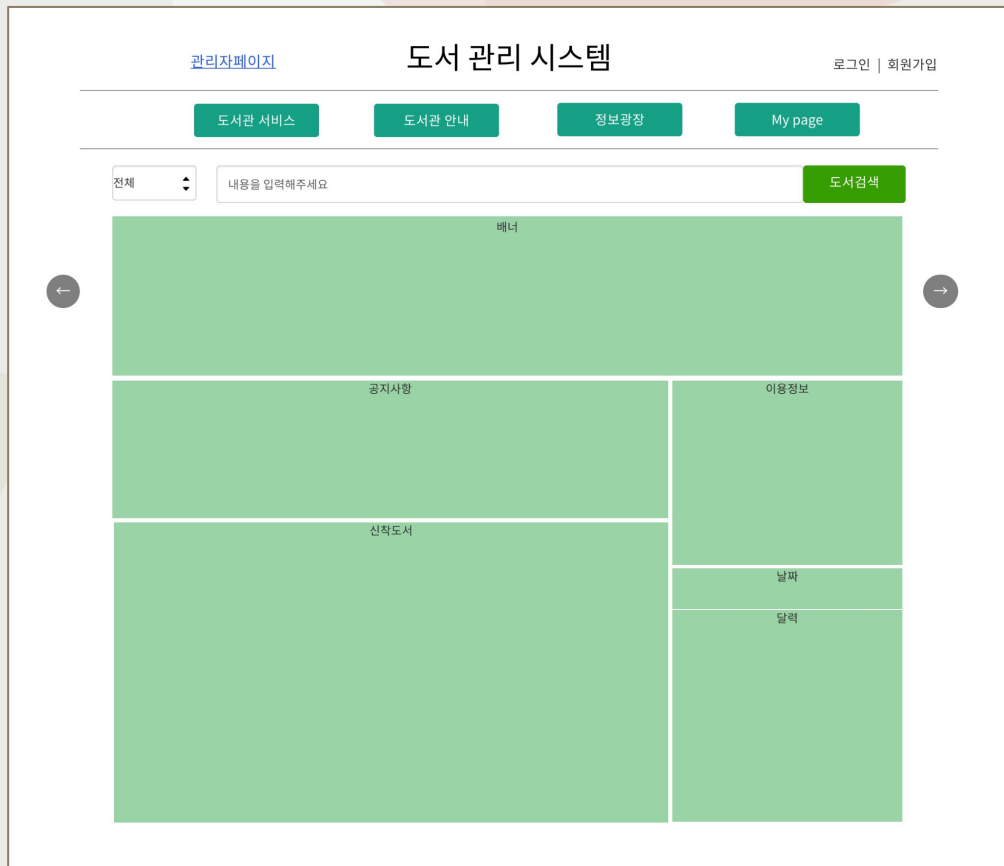 관리자페이지
도서 관리 시스템
로그인 | 회원가입
도서관 서비스
도서관 안내
정보광장
My page
전체
내용을 입력해주세요
도서검색
배너
←
→
공지사항
이용정보
신착도서
날짜
달력